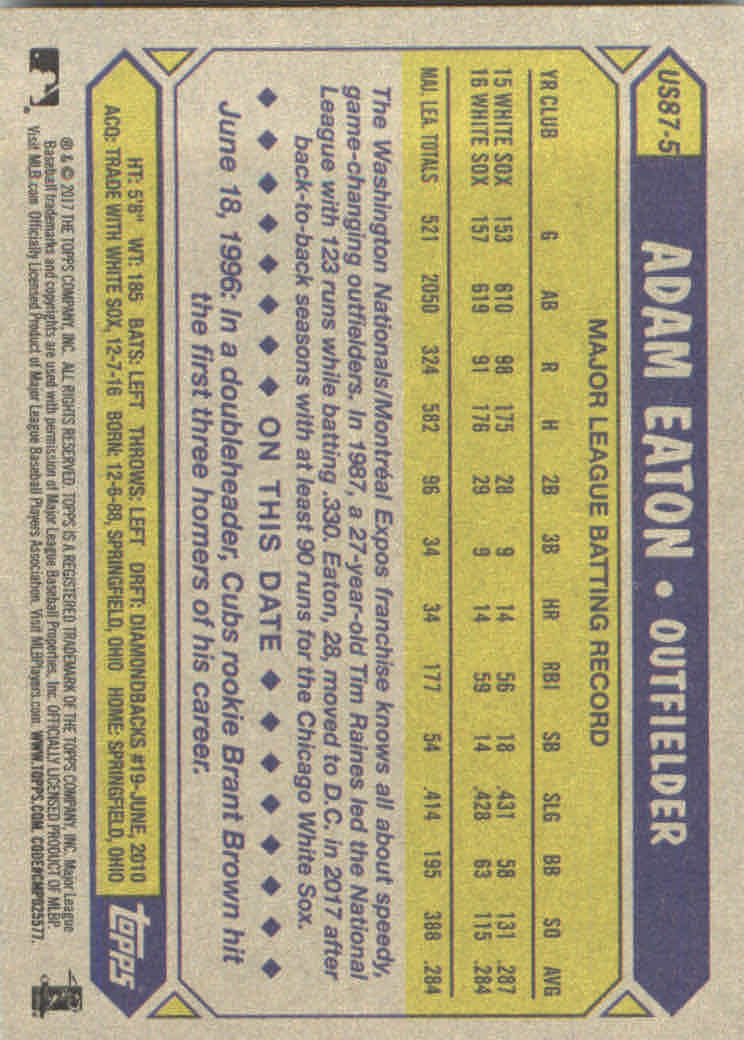 US87-5
ADAM EATON • OUTFIELDER
MAJOR LEAGUE BATTING RECORD
YR CLUB G AB R H 2B 3B HR RBI SB SLG BB SO AVG
15 WHITE SOX 153 610 98 175 28 9 14 56 18 .431 58 131 .287
16 WHITE SOX 157 619 91 176 29 9 14 59 14 .428 63 115 .284
MAJ. LEA. TOTALS 521 2050 324 582 96 34 34 177 54 .414 195 388 .284
The Washington Nationals/Montréal Expos franchise knows all about speedy,
game-changing outfielders. In 1987, a 27-year-old Tim Raines led the National
League with 123 runs while batting .330. Eaton, 28, moved to D.C. in 2017 after
back-to-back seasons with at least 90 runs for the Chicago White Sox.
ON THIS DATE
June 18, 1996: In a doubleheader, Cubs rookie Brant Brown hit
the first three homers of his career.
HT: 5'8" WT: 185 BATS: LEFT THROWS: LEFT DRFT: DIAMONDBACKS #19-JUNE, 2010
ACQ: TRADE WITH WHITE SOX, 12-7-16 BORN: 12-6-88, SPRINGFIELD, OHIO HOME: SPRINGFIELD, OHIO
topps
® & © 2017 THE TOPPS COMPANY, INC. ALL RIGHTS RESERVED. TOPPS IS A REGISTERED TRADEMARK OF THE TOPPS COMPANY, INC. Major League
Baseball trademarks and copyrights are used with permission of Major League Baseball Properties, Inc. OFFICIALLY LICENSED PRODUCT OF MLBP.
Visit MLB.com Officially Licensed Product of Major League Baseball Players Association. Visit MLBPlayers.com WWW.TOPPS.COM. CODE#CMP025577.